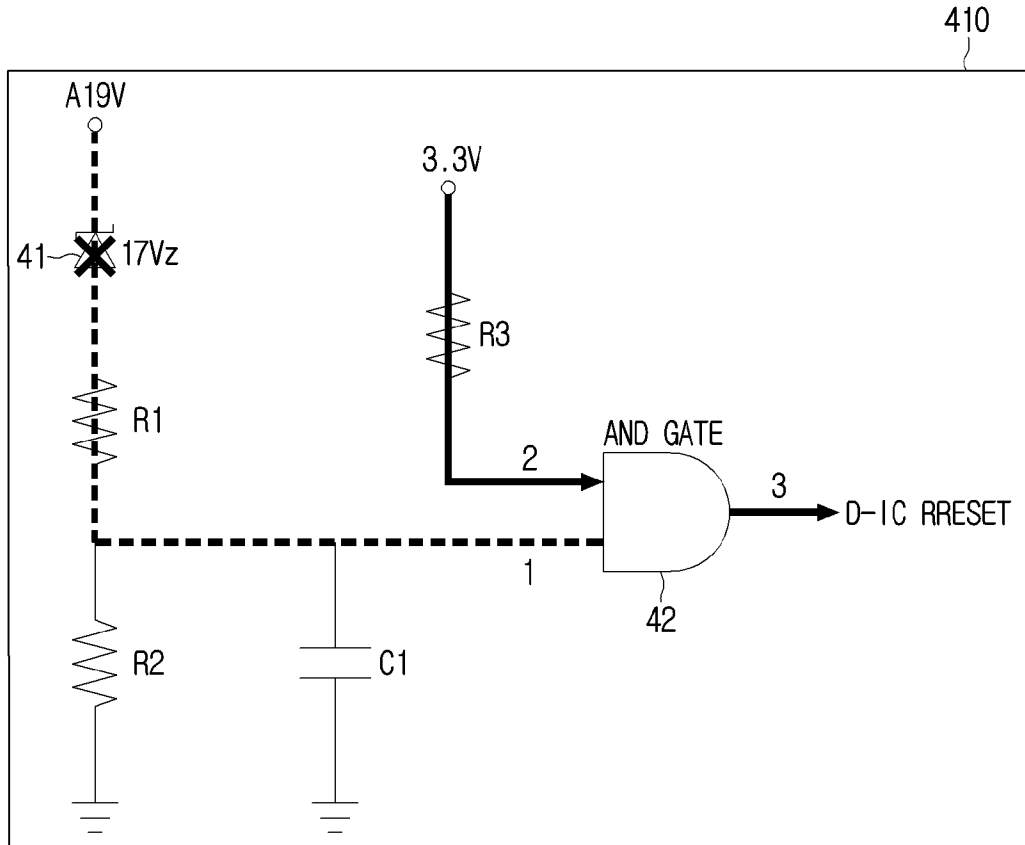 410
A19V
3.3V
41
17Vz
R3
R1
AND GATE
2
3
D-IC RRESET
1
42
R2
C1